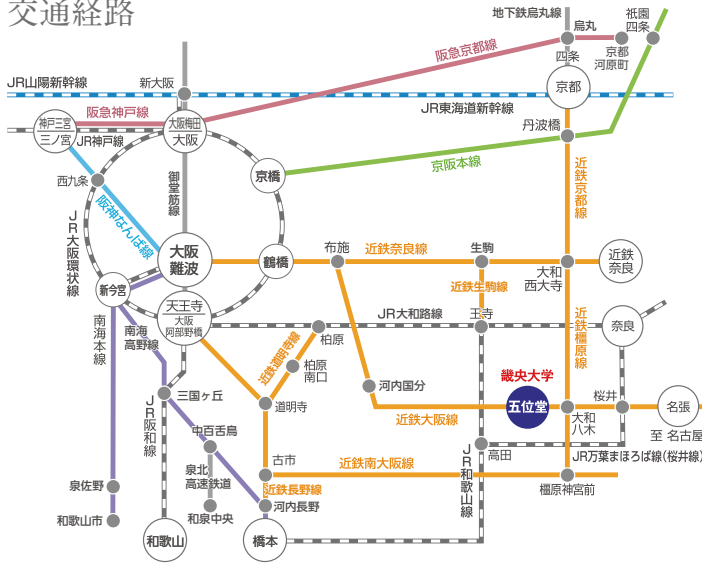 交通経路
地下鉄烏丸線
烏丸
祇園
四条
四条
京都
河原町
JR山陽新幹線
新大阪
阪急京都線
京都
阪急神戸線
JR東海道新幹線
神戸三宮
三ノ宮
JR神戸線
大阪梅田
大阪
丹波橋
京阪本線
西九条
御堂筋線
京橋
近鉄京都線
阪神なんば線
JR大阪環状線
大阪
難波
鶴橋
布施
近鉄奈良線
生駒
近鉄
奈良
大和
西大寺
新今宮
近鉄生駒線
天王寺
大阪
阿部野橋
JR大和路線
王寺
奈良
南海本線
南海
高野線
近鉄道明寺線
柏原
近鉄橿原線
柏原
南口
河内国分
畿央大学
五位堂
三国ヶ丘
道明寺
近鉄大阪線
大和
八木
桜井
名張
至 名古屋
JR阪和線
中百舌鳥
高田
JR万葉まほろば線(桜井線)
JR和歌山線
古市
近鉄南大阪線
泉北
高速鉄道
近鉄長野線
橿原神宮前
泉佐野
河内長野
和歌山市
和泉中央
和歌山
橋本